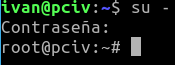 ivan@pciv:~$ su -
Contraseña:
root@pciv:~#